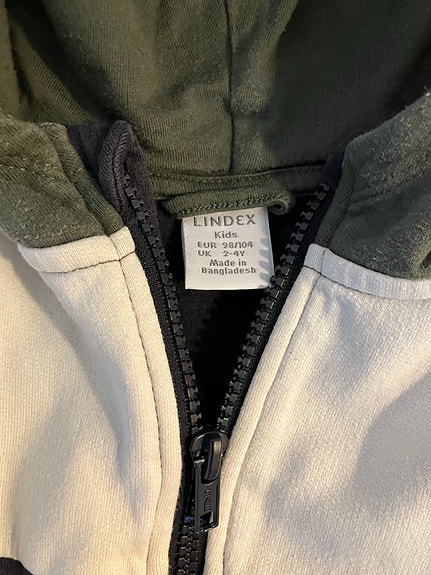 LINDEX
Kids
EUR 98/104
UK 2-4Y
Made in
Bangladesh